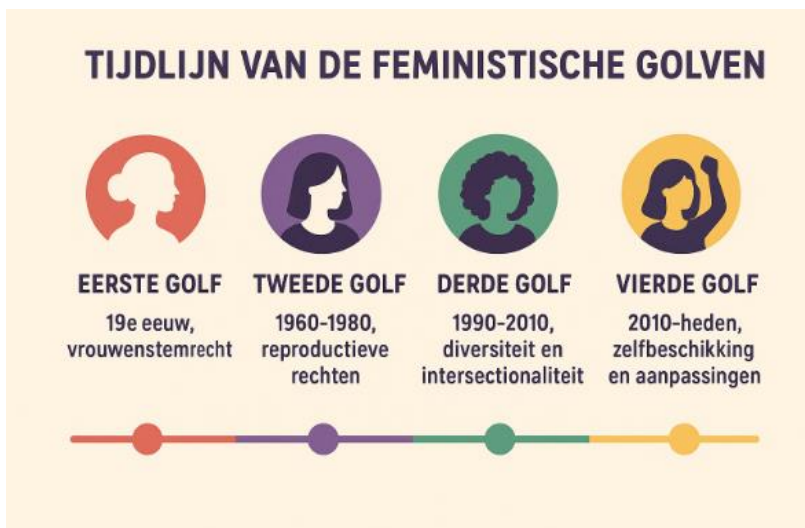 TIJDLIJN VAN DE FEMINISTISCHE GOLVEN
EERSTE GOLF
19e eeuw,
vrouwenstemrecht
TWEEDE GOLF
1960-1980,
reproductieve
rechten
DERDE GOLF
1990-2010,
diversiteit en
intersectionaliteit
VIERDE GOLF
2010-heden,
zelfbeschikking
en aanpassingen